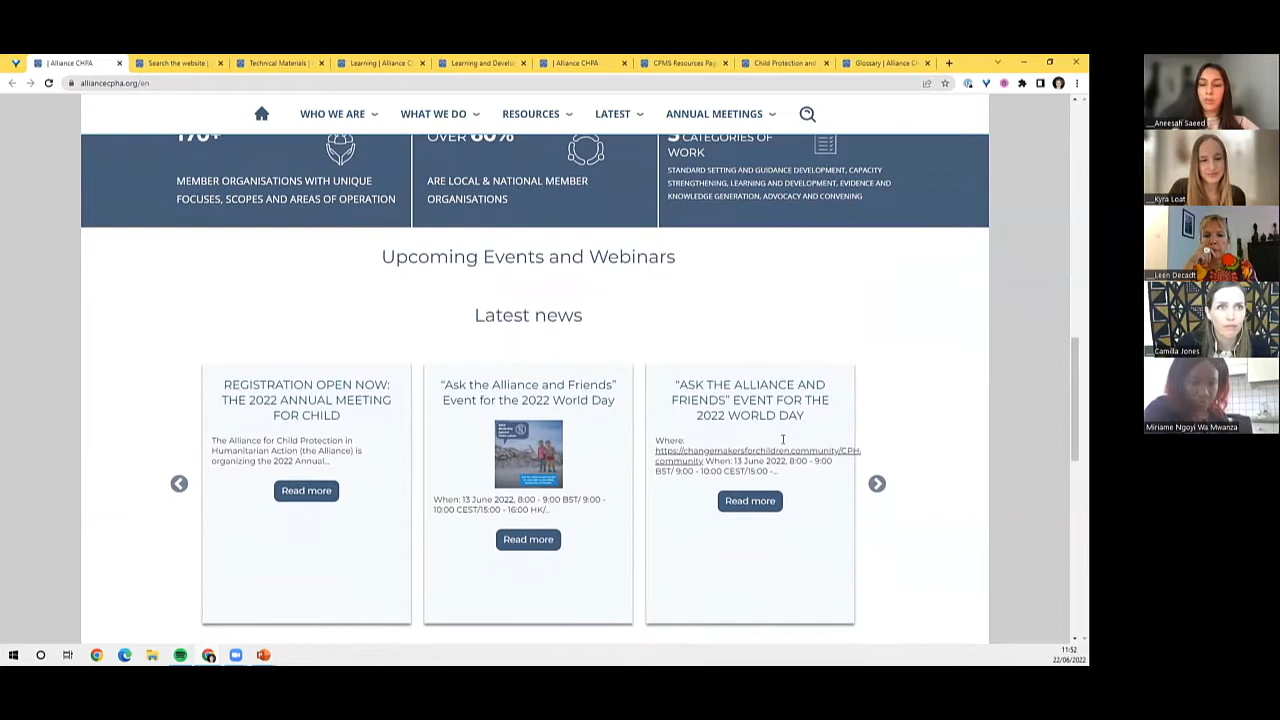 | Alliance CHPA
Search the website |
Technical Materials |
Learning | Alliance C
Learning and Develo
| Alliance CHPA
CPMS Resources Pag
Child Protection and
Glossary | Alliance C
alliancecpha.org/en
WHO WE ARE
WHAT WE DO
RESOURCES
LATEST
ANNUAL MEETINGS
170+
MEMBER ORGANISATIONS WITH UNIQUE
FOCUSES, SCOPES AND AREAS OF OPERATION
OVER 60%
ARE LOCAL & NATIONAL MEMBER
ORGANISATIONS
5 CATEGORIES OF
WORK
STANDARD SETTING AND GUIDANCE DEVELOPMENT, CAPACITY
STRENGTHENING, LEARNING AND DEVELOPMENT, EVIDENCE AND
KNOWLEDGE GENERATION, ADVOCACY AND CONVENING
Upcoming Events and Webinars
Latest news
REGISTRATION OPEN NOW:
THE 2022 ANNUAL MEETING
FOR CHILD
The Alliance for Child Protection in
Humanitarian Action (the Alliance) is
organizing the 2022 Annual...
Read more
“Ask the Alliance and Friends”
Event for the 2022 World Day
When: 13 June 2022, 8:00 - 9:00 BST/ 9:00 -
10:00 CEST/15:00 - 16:00 HK/...
Read more
“ASK THE ALLIANCE AND
FRIENDS” EVENT FOR THE
2022 WORLD DAY
Where:
https://changemakersforchildren.community/CPHA
community When: 13 June 2022, 8:00 - 9:00
BST/ 9:00 - 10:00 CEST/15:00 -...
Read more
11:52
22/06/2022
Aneesah Saeed
Kyra Loat
Leen Decadt
Camilla Jones
Miriame Ngoyi Wa Mwanza